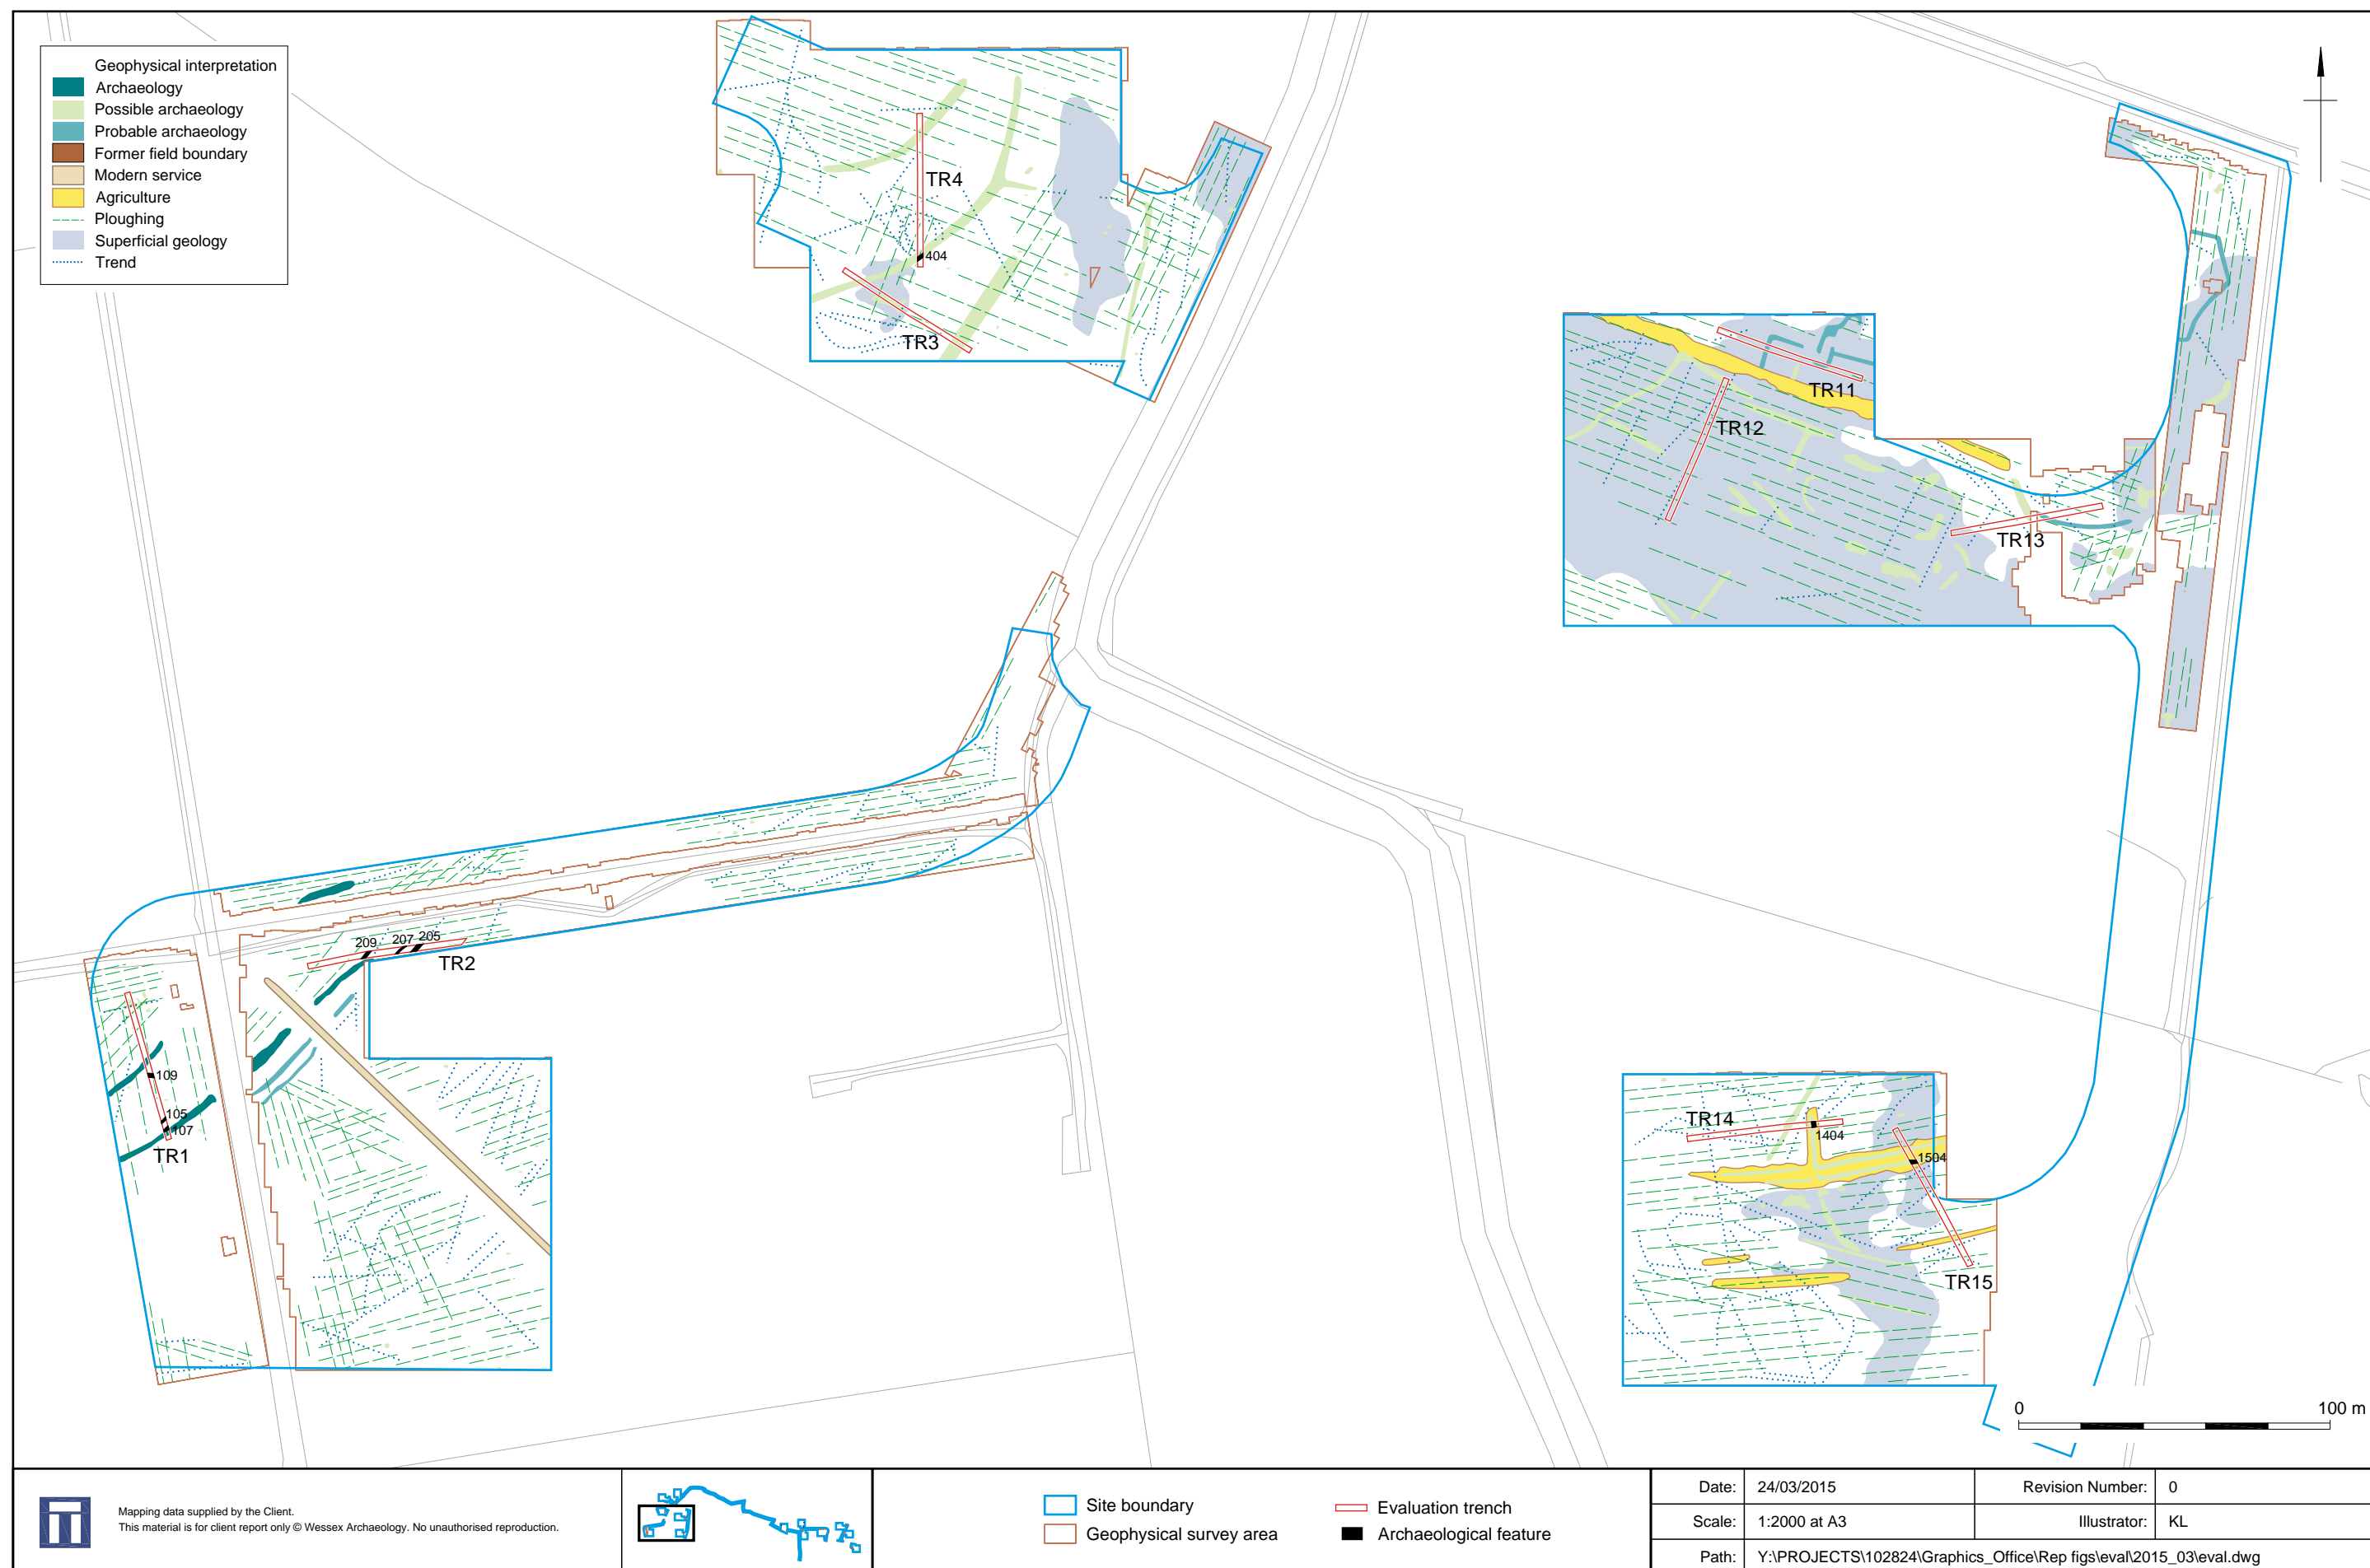 Geophysical interpretation
Archaeology
Possible archaeology
Probable archaeology
Former field boundary
Modern service
Agriculture
Ploughing
Superficial geology
Trend
TR4
404
TR3
TR11
TR12
TR13
209
207
205
TR2
109
105
107
TR1
TR14
1404
1504
TR15
0
100 m
Mapping data supplied by the Client.
This material is for client report only © Wessex Archaeology. No unauthorised reproduction.
Site boundary
Geophysical survey area
Evaluation trench
Archaeological feature
Date: 24/03/2015 Revision Number: 0
Scale: 1:2000 at A3 Illustrator: KL
Path: Y:\PROJECTS\102824\Graphics_Office\Rep figs\eval\2015_03\eval.dwg